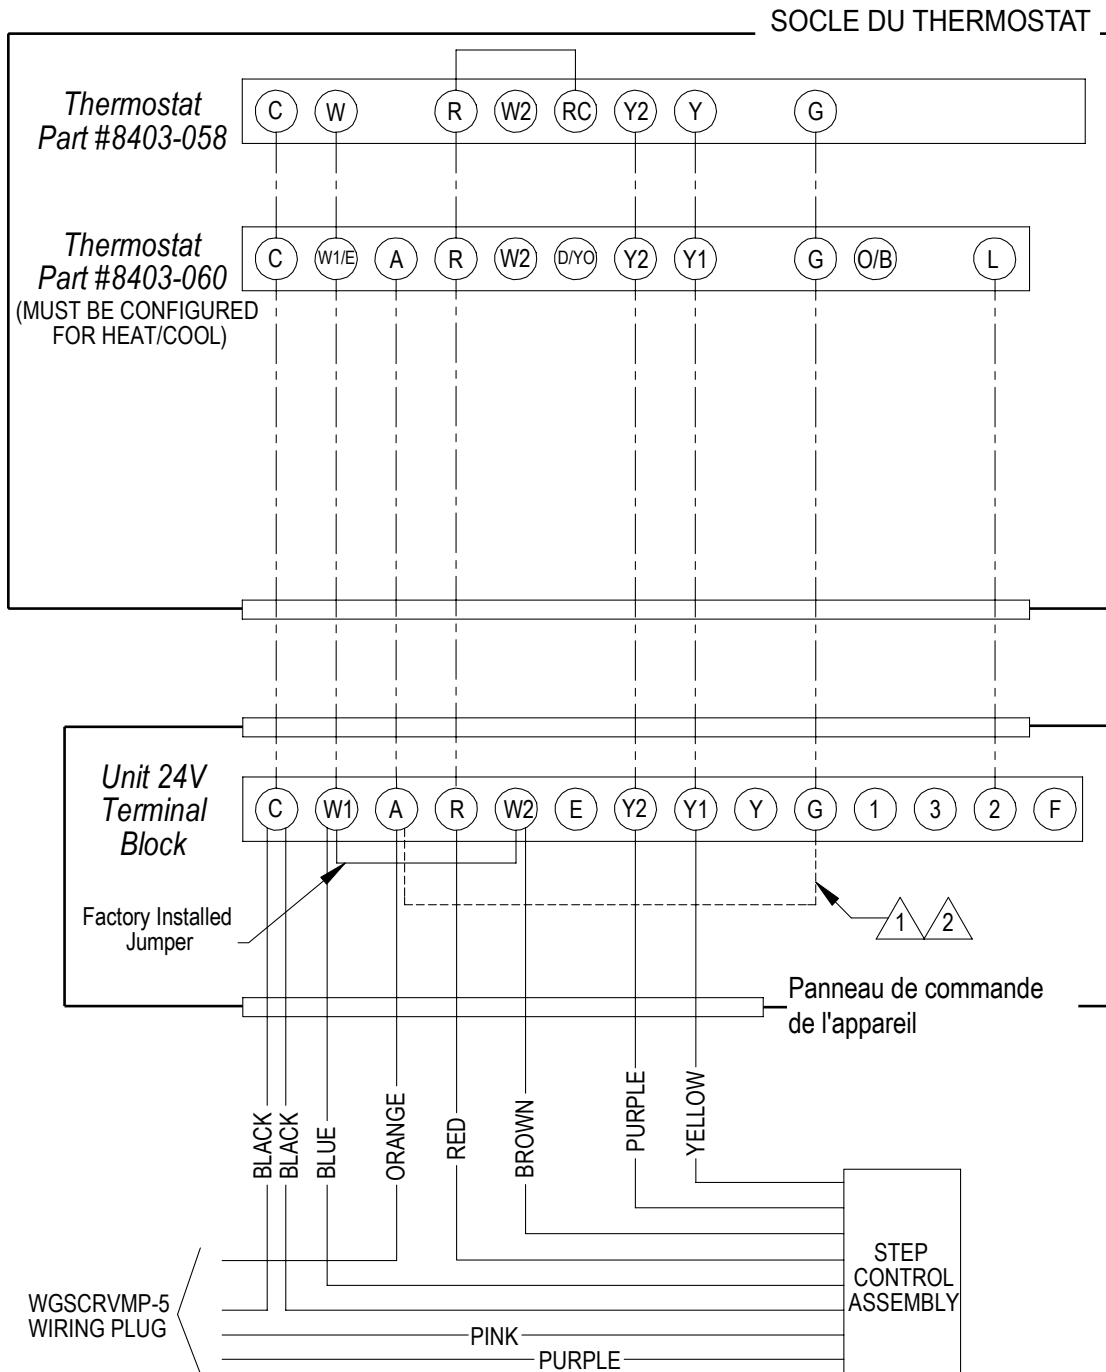 SOCLE DU THERMOSTAT
Thermostat
Part #8403-058
C W R W2 RC Y2 Y G
Thermostat
Part #8403-060
(MUST BE CONFIGURED
FOR HEAT/COOL)
C W1/E A R W2 D/YO Y2 Y1 G O/B L
Unit 24V
Terminal
Block
C W1 A R W2 E Y2 Y1 Y G 1 3 2 F
Factory Installed
Jumper
1 2
Panneau de commande
de l'appareil
BLACK
BLACK
BLUE
ORANGE
RED
BROWN
PURPLE
YELLOW
STEP
CONTROL
ASSEMBLY
WGSCRVMP-5
WIRING PLUG
PINK
PURPLE